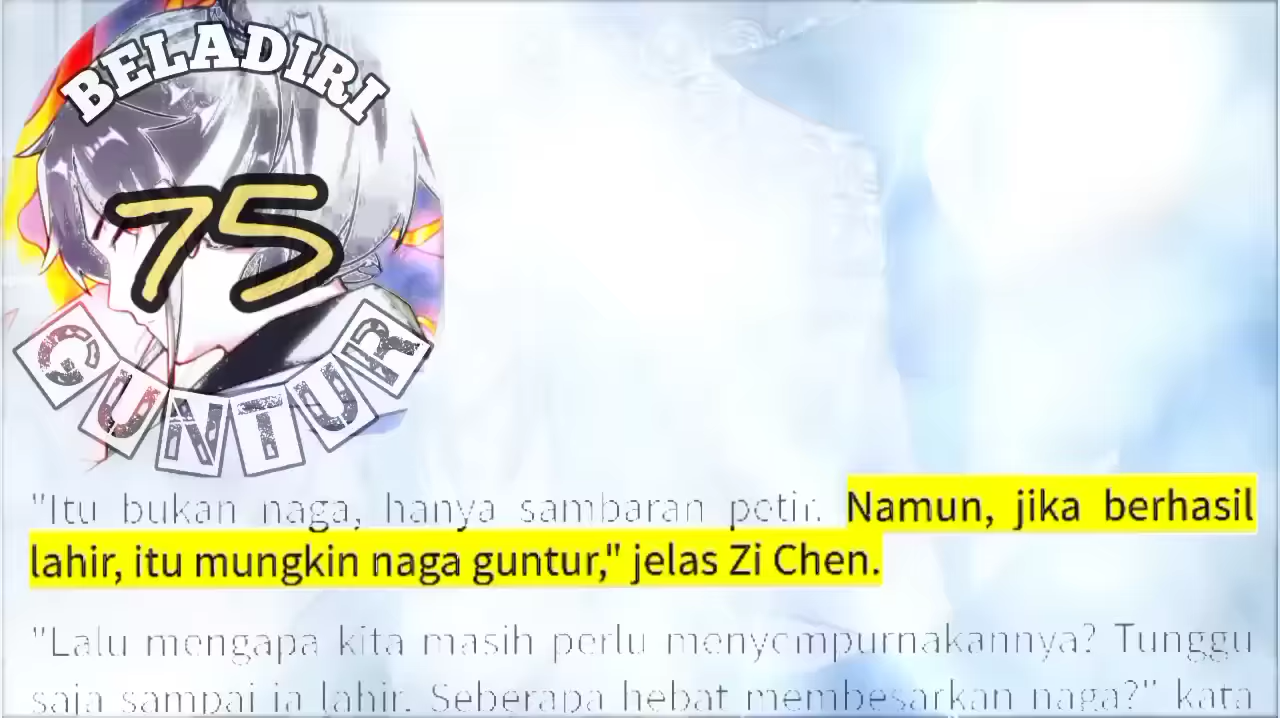 BELADIRI
75
GUNTUR
"Itu bukan naga, hanya sambaran petir. Namun, jika berhasil
lahir, itu mungkin naga guntur," jelas Zi Chen.
"Lalu mengapa kita masih perlu menyempurnakannya? Tunggu
saja sampai ia lahir. Seberapa hebat membesarkan naga?" kata